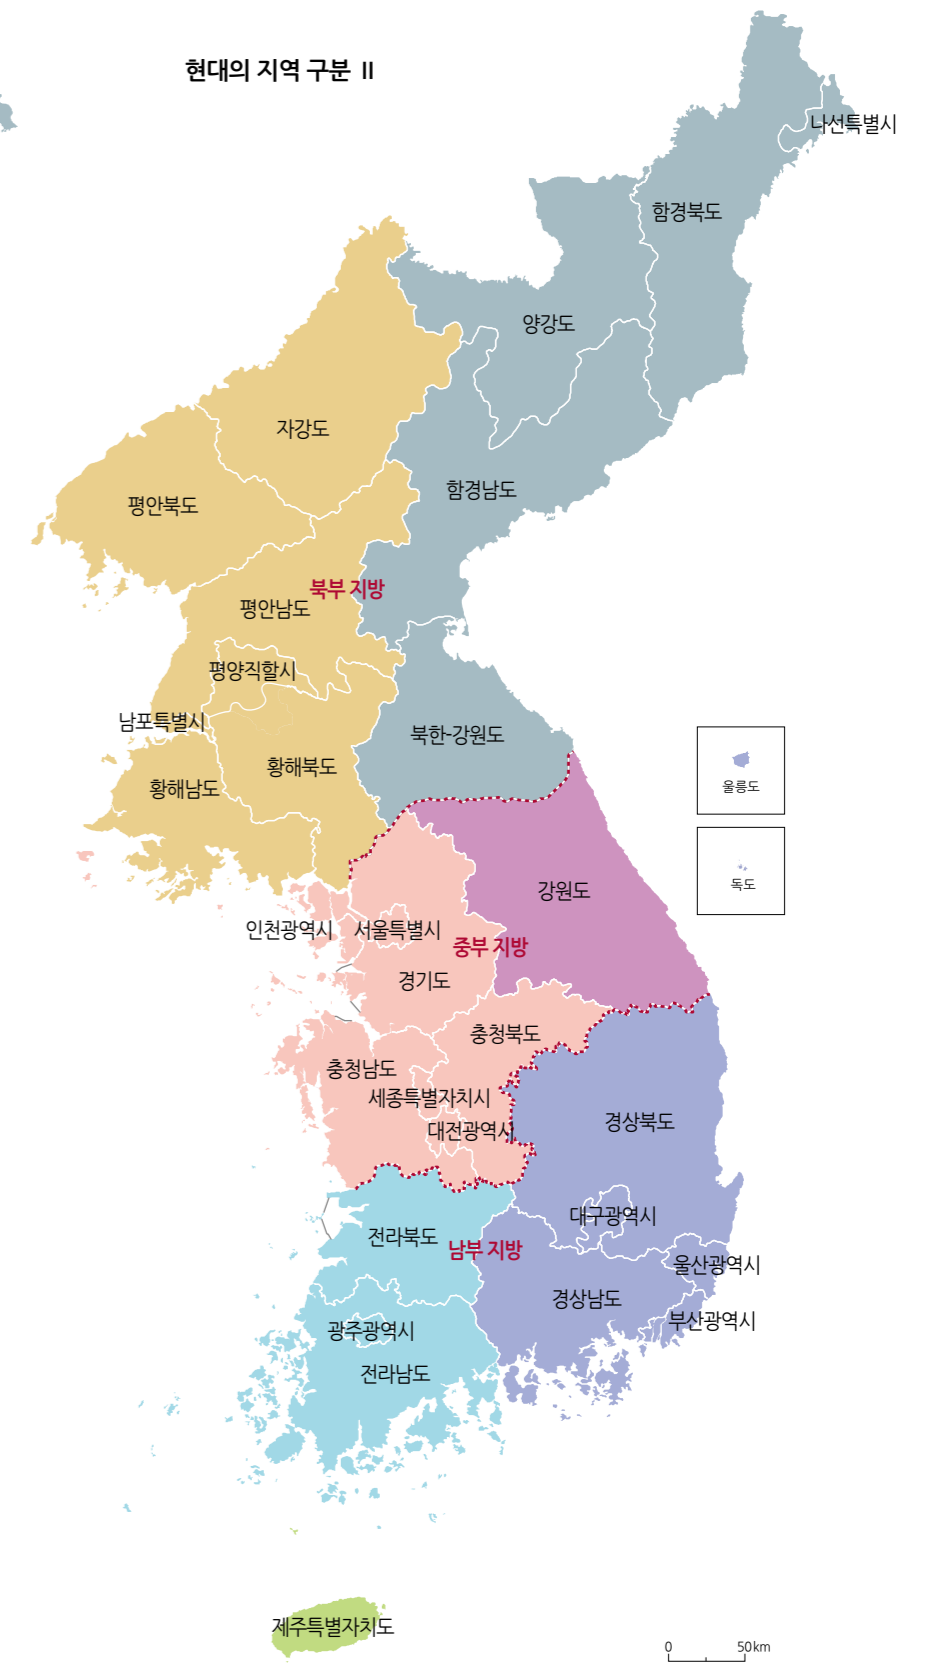 현대의 지역 구분 II
나선특별시
함경북도
양강도
자강도
함경남도
평안북도
북부 지방
평안남도
평양직할시
남포특별시
북한-강원도
황해북도
황해남도
울릉도
독도
강원도
인천광역시
서울특별시
중부 지방
경기도
충청북도
충청남도
세종특별자치시
경상북도
대전광역시
대구광역시
전라북도
남부 지방
울산광역시
경상남도
부산광역시
광주광역시
전라남도
제주특별자치도
0 50km